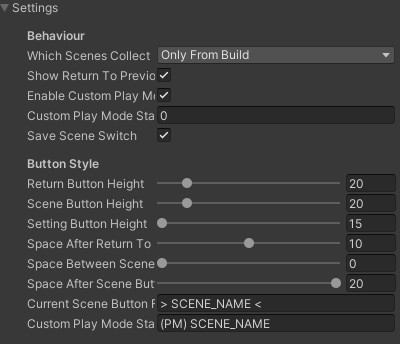 Settings
Behaviour
Which Scenes Collect Only From Build
Show Return To Previo
Enable Custom Play Mo
Custom Play Mode Sta 0
Save Scene Switch
Button Style
Return Button Height 20
Scene Button Height 20
Setting Button Height 15
Space After Return To 10
Space Between Scene 0
Space After Scene But 20
Current Scene Button F > SCENE_NAME <
Custom Play Mode Sta (PM) SCENE_NAME